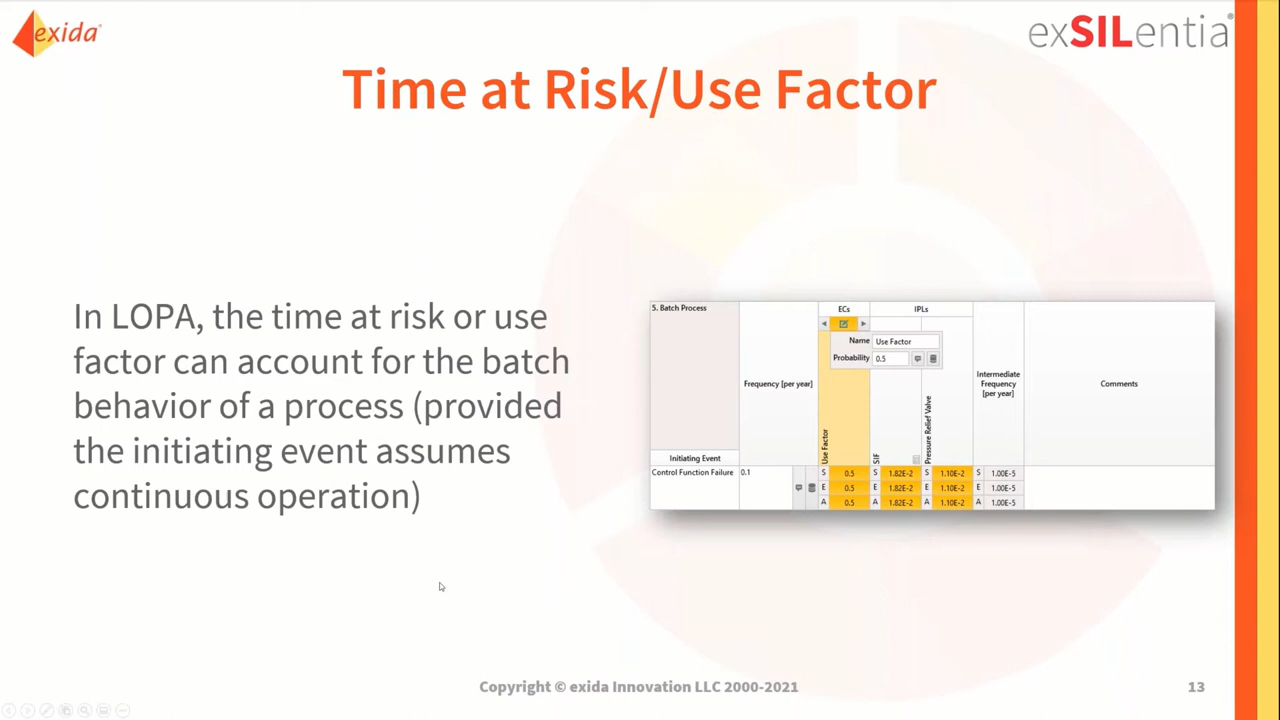 exida®
exSILentia®
Time at Risk/Use Factor
In LOPA, the time at risk or use
factor can account for the batch
behavior of a process (provided
the initiating event assumes
continuous operation)
5. Batch Process
ECs
IPLs
Name
Use Factor
Probability
0.5
Frequency [per year]
Use Factor
SIF
Pressure Relief Valve
Intermediate
Frequency
[per year]
Comments
Initiating Event
Control Function Failure 0.1 S 0.5 S 1.82E-2 S 1.10E-2 S 1.00E-5
E 0.5 E 1.82E-2 E 1.10E-2 E 1.00E-5
A 0.5 A 1.82E-2 A 1.10E-2 A 1.00E-5
Copyright © exida Innovation LLC 2000-2021
13